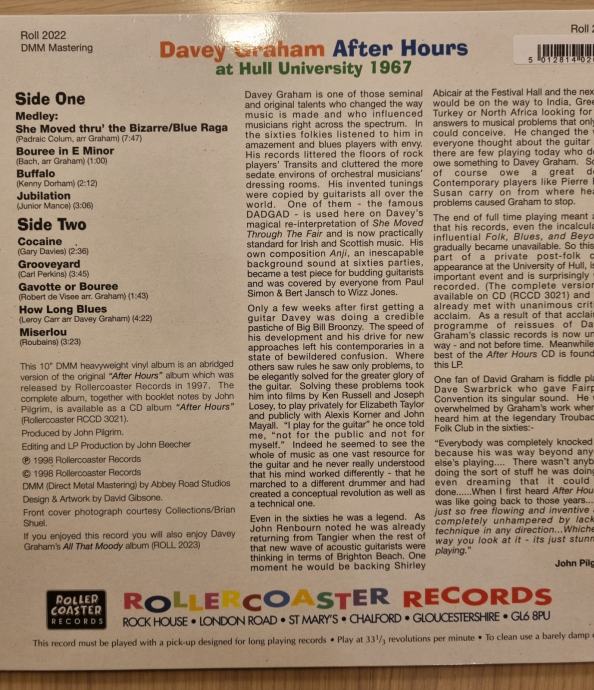 Roll 2022
DMM Mastering
Roll 2
Davey Graham After Hours
at Hull University 1967
5 012814 02
Side One
Medley:
She Moved thru' the Bizarre/Blue Raga
(Padraic Colum, arr Graham) (7:47)
Bouree in E Minor
(Bach, arr Graham) (1:00)
Buffalo
(Kenny Dorham) (2:12)
Jubilation
(Junior Mance) (3:06)
Side Two
Cocaine
(Gary Davies) (2:36)
Grooveyard
(Carl Perkins) (3:45)
Gavotte or Bouree
(Robert de Visee arr Graham) (1:43)
How Long Blues
(Leroy Carr arr Davey Graham) (4:22)
Miserlou
(Roubains) (3:23)
This 10" DMM heavyweight vinyl album is an abridged
version of the original "After Hours" album which was
released by Rollercoaster Records in 1997. The
complete album, together with booklet notes by John
Pilgrim, is available as a CD album "After Hours"
(Rollercoaster RCCD 3021).
Produced by John Pilgrim.
Editing and LP Production by John Beecher
℗ 1998 Rollercoaster Records
© 1998 Rollercoaster Records
DMM (Direct Metal Mastering) by Abbey Road Studios
Design & Artwork by David Gibsone.
Front cover photograph courtesy Collections/Brian
Shuel.
If you enjoyed this record you will also enjoy Davey
Graham's All That Moody album (ROLL 2023)
Davey Graham is one of those seminal
and original talents who changed the way
music is made and who influenced
musicians right across the spectrum. In
the sixties folkies listened to him in
amazement and blues players with envy.
His records littered the floors of rock
players' Transits and cluttered the more
sedate environs of orchestral musicians'
dressing rooms. His invented tunings
were copied by guitarists all over the
world. One of them - the famous
DADGAD - is used here on Davey's
magical re-interpretation of She Moved
Through The Fair and is now practically
standard for Irish and Scottish music. His
own composition Anji, an inescapable
background sound at sixties parties,
became a test piece for budding guitarists
and was covered by everyone from Paul
Simon & Bert Jansch to Wizz Jones.
Only a few weeks after first getting a
guitar Davey was doing a credible
pastiche of Big Bill Broonzy. The speed of
his development and his drive for new
approaches left his contemporaries in a
state of bewildered confusion. Where
others saw rules he saw only problems, to
be elegantly solved for the greater glory of
the guitar. Solving these problems took
him into films by Ken Russell and Joseph
Losey, to play privately for Elizabeth Taylor
and publicly with Alexis Korner and John
Mayall. "I play for the guitar" he once told
me, "not for the public and not for
myself." Indeed he seemed to see the
whole of music as one vast resource for
the guitar and he never really understood
that his mind worked differently - that he
marched to a different drummer and had
created a conceptual revolution as well as
a technical one.
Even in the sixties he was a legend. As
John Renbourn noted he was already
returning from Tangier when the rest of
that new wave of acoustic guitarists were
thinking in terms of Brighton Beach. One
moment he would be backing Shirley
Abicair at the Festival Hall and the nex
would be on the way to India, Gree
Turkey or North Africa looking for
answers to musical problems that only
could conceive. He changed the w
everyone thought about the guitar
there are few playing today who do
owe something to Davey Graham. So
of course owe a great de
Contemporary players like Pierre
Susan carry on from where hea
problems caused Graham to stop.
The end of full time playing meant a
that his records, even the incalcula
influential Folk, Blues, and Beyo
gradually became unavailable. So this
part of a private post-folk c
appearance at the University of Hull, is
important event and is surprisingly
recorded. (The complete version
available on CD (RCCD 3021) and
already met with unanimous criti
acclaim. As a result of that acclaim
programme of reissues of Da
Graham's classic records is now un
way - and not before time. Meanwhile
best of the After Hours CD is found
this LP.
One fan of David Graham is fiddle pla
Dave Swarbrick who gave Fairp
Convention its singular sound. He
overwhelmed by Graham's work when
heard him at the legendary Troubad
Folk Club in the sixties:-
"Everybody was completely knocked
because his was way beyond any
else's playing.... There wasn't anyb
doing the sort of stuff he was doing
even dreaming that it could
done......When I first heard After Hour
was like going back to those years....
just so free flowing and inventive a
completely unhampered by lack
technique in any direction...Whiche
way you look at it - its just stunn
playing."
John Pilg
ROLLER
COASTER
RECORDS
ROLLERCOASTER RECORDS
ROCK HOUSE • LONDON ROAD • ST MARY'S • CHALFORD • GLOUCESTERSHIRE • GL6 8PU
This record must be played with a pick-up designed for long playing records • Play at 33⅓ revolutions per minute • To clean use a barely damp